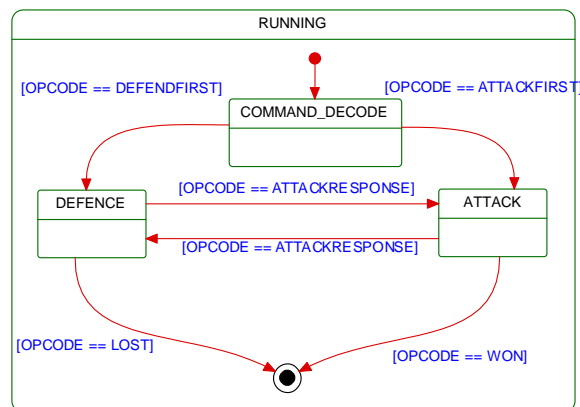 RUNNING
[OPCODE == DEFENDFIRST]
[OPCODE == ATTACKFIRST]
COMMAND_DECODE
[OPCODE == ATTACKRESPONSE]
DEFENCE
ATTACK
[OPCODE == ATTACKRESPONSE]
[OPCODE == LOST]
[OPCODE == WON]